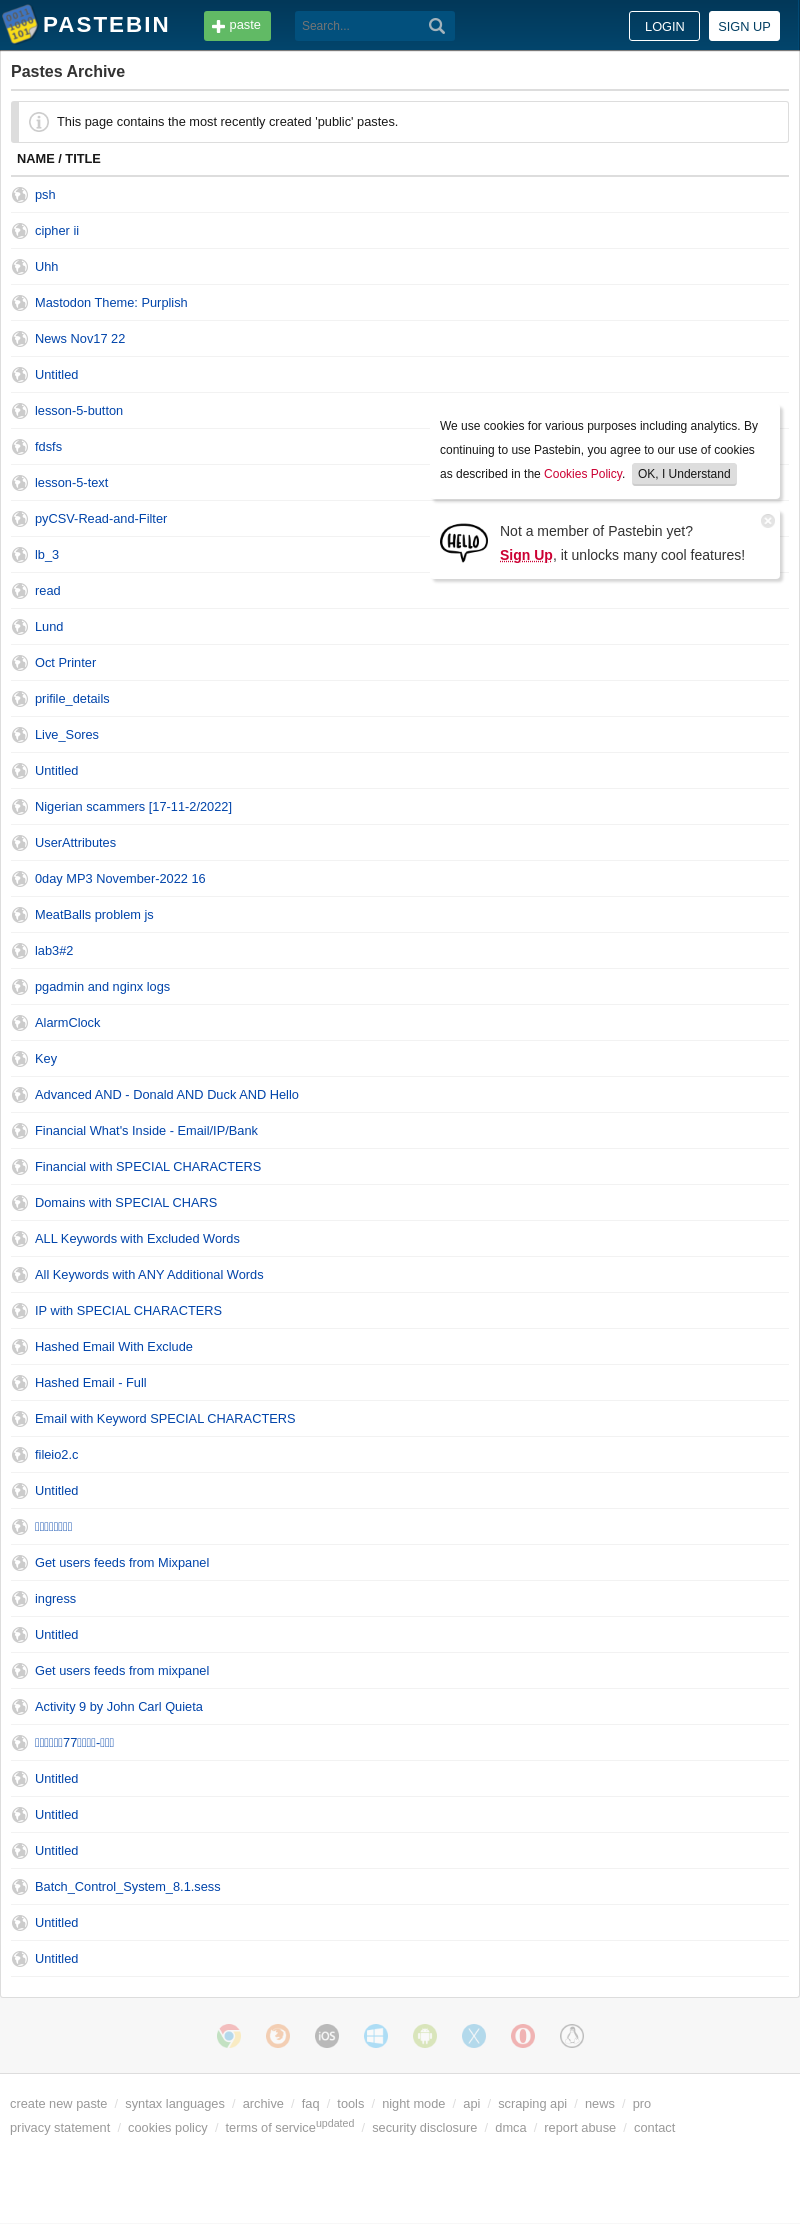 PASTEBIN
paste
Search...
LOGIN
SIGN UP
Pastes Archive
This page contains the most recently created 'public' pastes.
NAME / TITLE
psh
cipher ii
Uhh
Mastodon Theme: Purplish
News Nov17 22
Untitled
lesson-5-button
fdsfs
lesson-5-text
pyCSV-Read-and-Filter
lb_3
read
Lund
Oct Printer
prifile_details
Live_Sores
Untitled
Nigerian scammers [17-11-2/2022]
UserAttributes
0day MP3 November-2022 16
MeatBalls problem js
lab3#2
pgadmin and nginx logs
AlarmClock
Key
Advanced AND - Donald AND Duck AND Hello
Financial What's Inside - Email/IP/Bank
Financial with SPECIAL CHARACTERS
Domains with SPECIAL CHARS
ALL Keywords with Excluded Words
All Keywords with ANY Additional Words
IP with SPECIAL CHARACTERS
Hashed Email With Exclude
Hashed Email - Full
Email with Keyword SPECIAL CHARACTERS
fileio2.c
Untitled
Get users feeds from Mixpanel
ingress
Untitled
Get users feeds from mixpanel
Activity 9 by John Carl Quieta
77
Untitled
Untitled
Untitled
Batch_Control_System_8.1.sess
Untitled
Untitled
We use cookies for various purposes including analytics. By
continuing to use Pastebin, you agree to our use of cookies
as described in the Cookies Policy. OK, I Understand
HELLO
Not a member of Pastebin yet?
Sign Up, it unlocks many cool features!
iOS
create new paste / syntax languages / archive / faq / tools / night mode / api / scraping api / news / pro
privacy statement / cookies policy / terms of serviceupdated / security disclosure / dmca / report abuse / contact